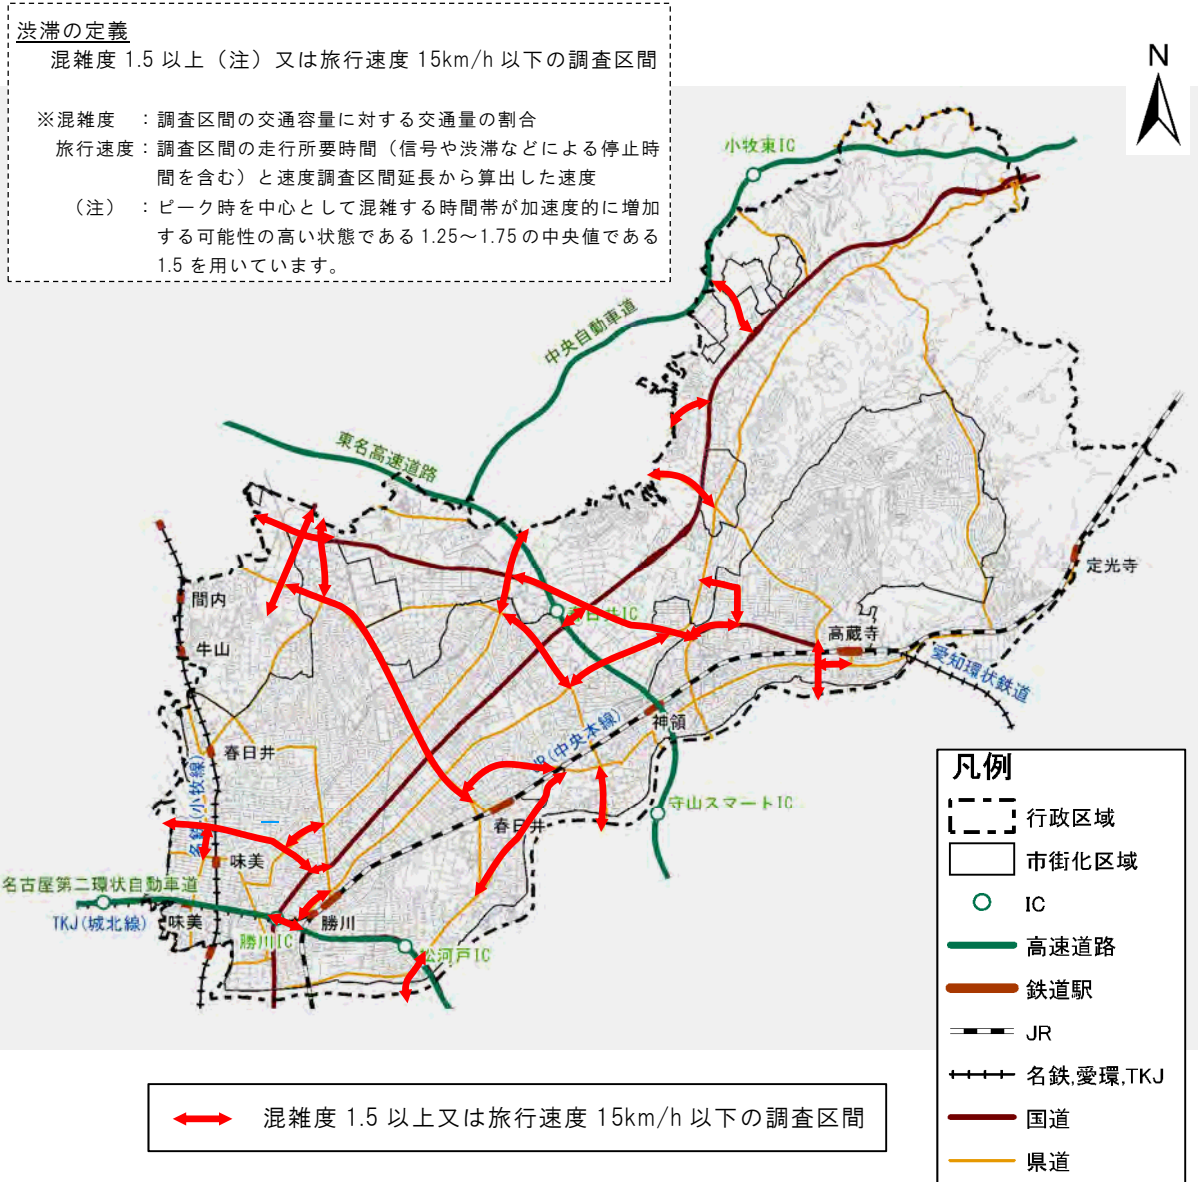 渋滞の定義
混雑度 1.5 以上（注）又は旅行速度 15km/h 以下の調査区間
※混雑度　：調査区間の交通容量に対する交通量の割合
旅行速度：調査区間の走行所要時間（信号や渋滞などによる停止時
間を含む）と速度調査区間延長から算出した速度
（注）　：ピーク時を中心として混雑する時間帯が加速度的に増加
する可能性の高い状態である 1.25～1.75 の中央値である
1.5 を用いています。
N
小牧東IC
中央自動車道
東名高速道路
間内
牛山
春日井IC
高蔵寺
定光寺
愛知環状鉄道
神領
JR(中央本線)
春日井
名鉄(小牧線)
守山スマートIC
春日井
味美
名古屋第二環状自動車道
TKJ(城北線)
味美
勝川IC
勝川
松河戸IC
凡例
行政区域
市街化区域
IC
高速道路
鉄道駅
JR
名鉄,愛環,TKJ
国道
県道
混雑度 1.5 以上又は旅行速度 15km/h 以下の調査区間